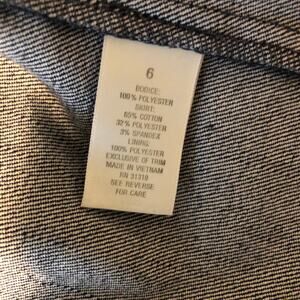 6
BODICE:
100% POLYESTER
SKIRT:
65% COTTON
32% POLYESTER
3% SPANDEX
LINING:
100% POLYESTER
EXCLUSIVE OF TRIM
MADE IN VIETNAM
RN 31319
SEE REVERSE
FOR CARE